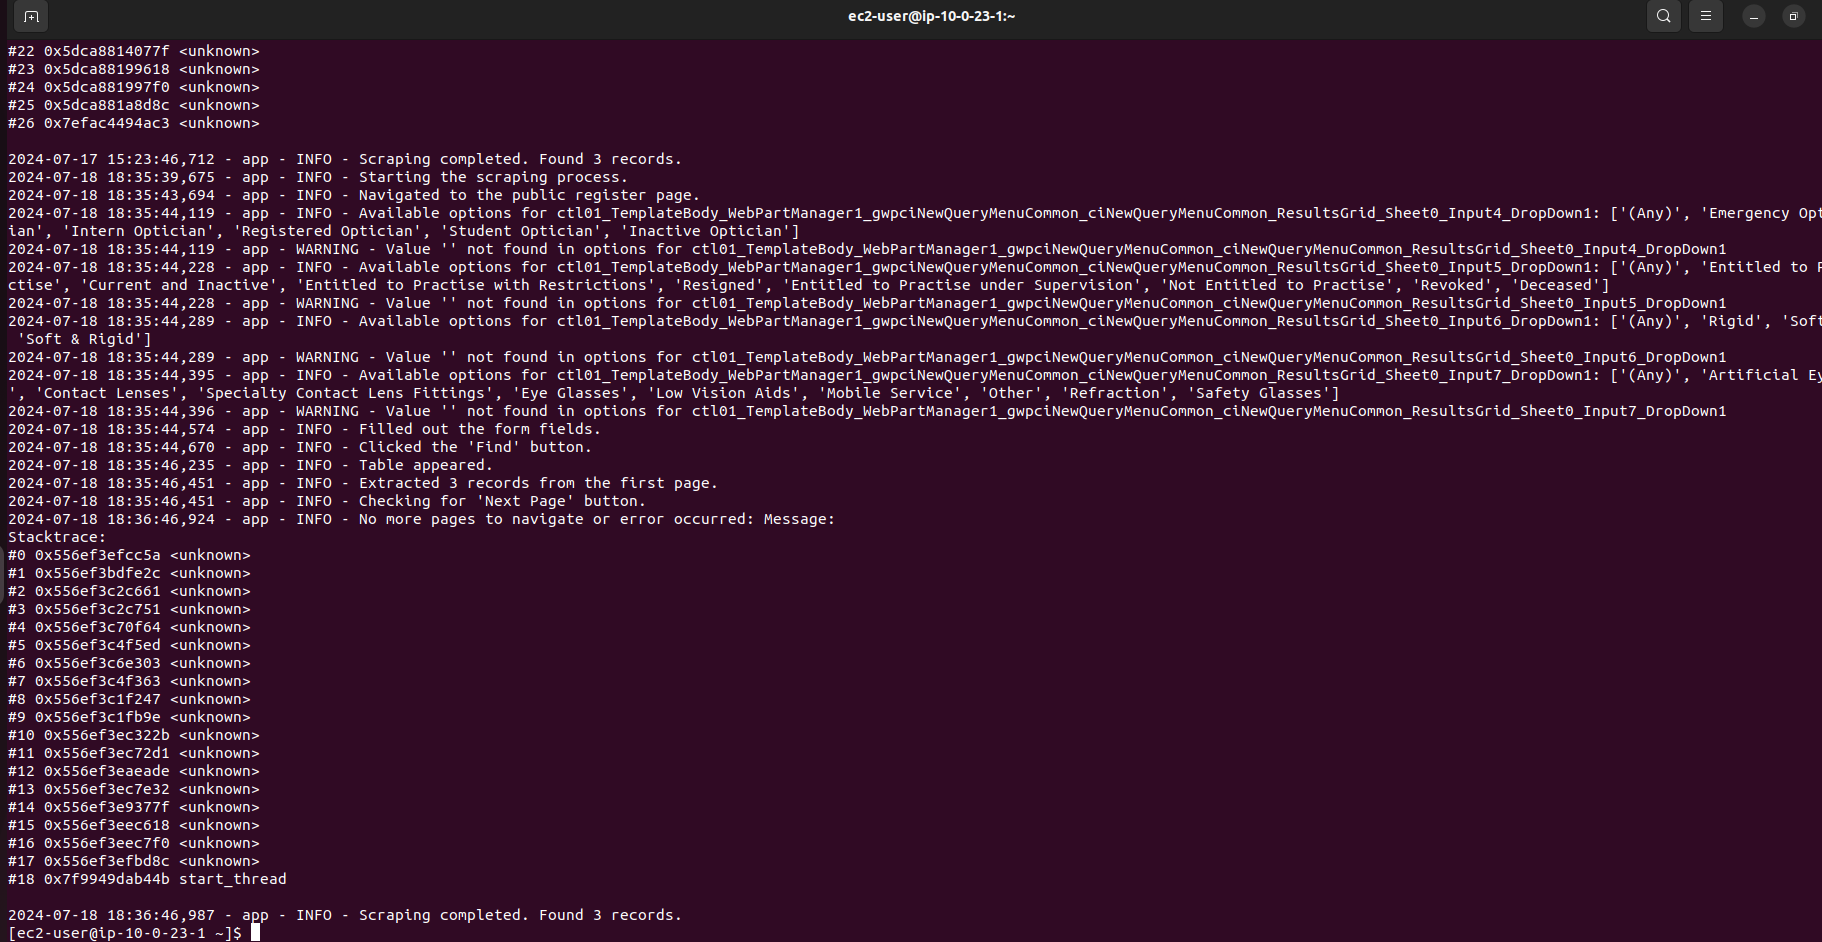 ec2-user@ip-10-0-23-1:~
#22 0x5dca8814077f <unknown>
#23 0x5dca88199618 <unknown>
#24 0x5dca881997f0 <unknown>
#25 0x5dca881a8d8c <unknown>
#26 0x7efac4494ac3 <unknown>
2024-07-17 15:23:46,712 - app - INFO - Scraping completed. Found 3 records.
2024-07-18 18:35:39,675 - app - INFO - Starting the scraping process.
2024-07-18 18:35:43,694 - app - INFO - Navigated to the public register page.
2024-07-18 18:35:44,119 - app - INFO - Available options for ctl01_TemplateBody_WebPartManager1_gwpciNewQueryMenuCommon_ciNewQueryMenuCommon_ResultsGrid_Sheet0_Input4_DropDown1: ['(Any)', 'Emergency Opt
ian', 'Intern Optician', 'Registered Optician', 'Student Optician', 'Inactive Optician']
2024-07-18 18:35:44,119 - app - WARNING - Value '' not found in options for ctl01_TemplateBody_WebPartManager1_gwpciNewQueryMenuCommon_ciNewQueryMenuCommon_ResultsGrid_Sheet0_Input4_DropDown1
2024-07-18 18:35:44,228 - app - INFO - Available options for ctl01_TemplateBody_WebPartManager1_gwpciNewQueryMenuCommon_ciNewQueryMenuCommon_ResultsGrid_Sheet0_Input5_DropDown1: ['(Any)', 'Entitled to P
ctise', 'Current and Inactive', 'Entitled to Practise with Restrictions', 'Resigned', 'Entitled to Practise under Supervision', 'Not Entitled to Practise', 'Revoked', 'Deceased']
2024-07-18 18:35:44,228 - app - WARNING - Value '' not found in options for ctl01_TemplateBody_WebPartManager1_gwpciNewQueryMenuCommon_ciNewQueryMenuCommon_ResultsGrid_Sheet0_Input5_DropDown1
2024-07-18 18:35:44,289 - app - INFO - Available options for ctl01_TemplateBody_WebPartManager1_gwpciNewQueryMenuCommon_ciNewQueryMenuCommon_ResultsGrid_Sheet0_Input6_DropDown1: ['(Any)', 'Rigid', 'Soft
 'Soft & Rigid']
2024-07-18 18:35:44,289 - app - WARNING - Value '' not found in options for ctl01_TemplateBody_WebPartManager1_gwpciNewQueryMenuCommon_ciNewQueryMenuCommon_ResultsGrid_Sheet0_Input6_DropDown1
2024-07-18 18:35:44,395 - app - INFO - Available options for ctl01_TemplateBody_WebPartManager1_gwpciNewQueryMenuCommon_ciNewQueryMenuCommon_ResultsGrid_Sheet0_Input7_DropDown1: ['(Any)', 'Artificial Ey
', 'Contact Lenses', 'Specialty Contact Lens Fittings', 'Eye Glasses', 'Low Vision Aids', 'Mobile Service', 'Other', 'Refraction', 'Safety Glasses']
2024-07-18 18:35:44,396 - app - WARNING - Value '' not found in options for ctl01_TemplateBody_WebPartManager1_gwpciNewQueryMenuCommon_ciNewQueryMenuCommon_ResultsGrid_Sheet0_Input7_DropDown1
2024-07-18 18:35:44,574 - app - INFO - Filled out the form fields.
2024-07-18 18:35:44,670 - app - INFO - Clicked the 'Find' button.
2024-07-18 18:35:46,235 - app - INFO - Table appeared.
2024-07-18 18:35:46,451 - app - INFO - Extracted 3 records from the first page.
2024-07-18 18:35:46,451 - app - INFO - Checking for 'Next Page' button.
2024-07-18 18:36:46,924 - app - INFO - No more pages to navigate or error occurred: Message:
Stacktrace:
#0 0x556ef3efcc5a <unknown>
#1 0x556ef3bdfe2c <unknown>
#2 0x556ef3c2c661 <unknown>
#3 0x556ef3c2c751 <unknown>
#4 0x556ef3c70f64 <unknown>
#5 0x556ef3c4f5ed <unknown>
#6 0x556ef3c6e303 <unknown>
#7 0x556ef3c4f363 <unknown>
#8 0x556ef3c1f247 <unknown>
#9 0x556ef3c1fb9e <unknown>
#10 0x556ef3ec322b <unknown>
#11 0x556ef3ec72d1 <unknown>
#12 0x556ef3eaeade <unknown>
#13 0x556ef3ec7e32 <unknown>
#14 0x556ef3e9377f <unknown>
#15 0x556ef3eec618 <unknown>
#16 0x556ef3eec7f0 <unknown>
#17 0x556ef3efbd8c <unknown>
#18 0x7f9949dab44b start_thread
2024-07-18 18:36:46,987 - app - INFO - Scraping completed. Found 3 records.
[ec2-user@ip-10-0-23-1 ~]$